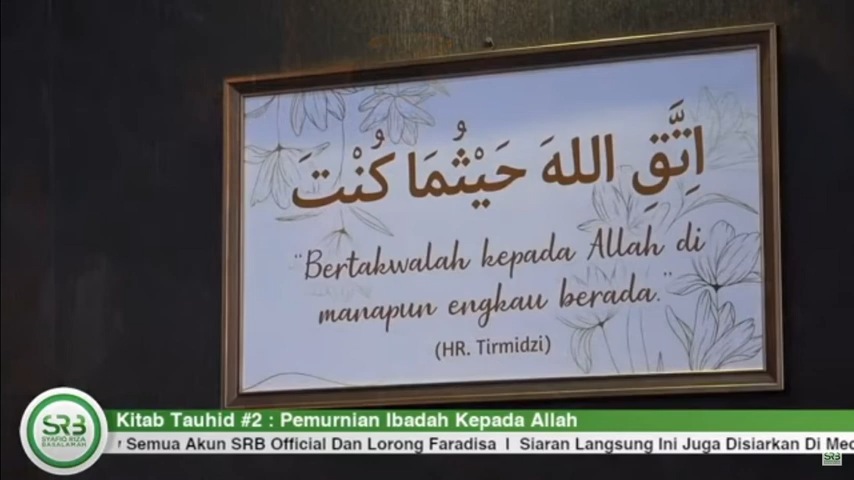 اِتَّقِ اللهَ حَيْثُمَا كُنْتَ
"Bertakwalah kepada Allah di
manapun engkau berada."
(HR. Tirmidzi)
SRB
SYAFIQ RIZA
BASALAMAH
Kitab Tauhid #2 : Pemurnian Ibadah Kepada Allah
Semua Akun SRB Official Dan Lorong Faradisa I Siaran Langsung Ini Juga Disiarkan Di
SRB